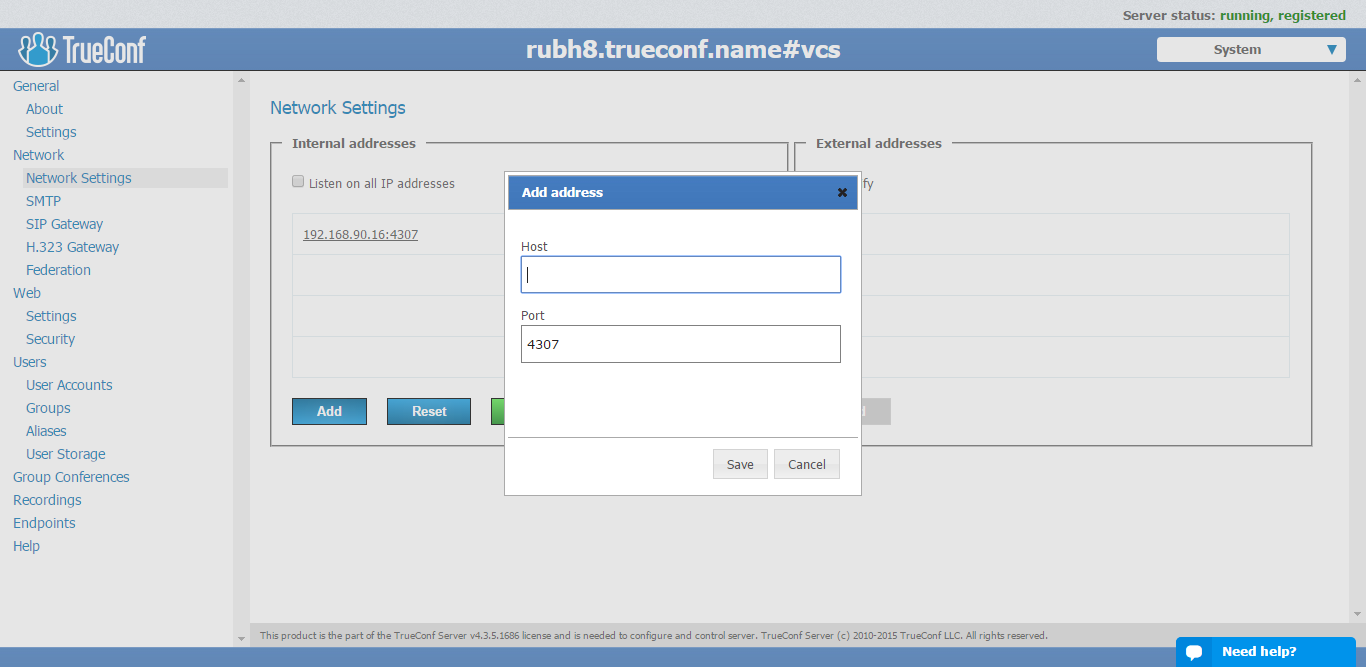 Server status: running, registered
TrueConf
rubh8.trueconf.name#vcs
System
General
About
Settings
Network
Network Settings
SMTP
SIP Gateway
H.323 Gateway
Federation
Web
Settings
Security
Users
User Accounts
Groups
Aliases
User Storage
Group Conferences
Recordings
Endpoints
Help
Network Settings
Internal addresses
External addresses
Listen on all IP addresses
fy
192.168.90.16:4307
Add
Reset
Add address
Host
Port
4307
Save
Cancel
This product is the part of the TrueConf Server v4.3.5.1686 license and is needed to configure and control server. TrueConf Server (c) 2010-2015 TrueConf LLC. All rights reserved.
Need help?